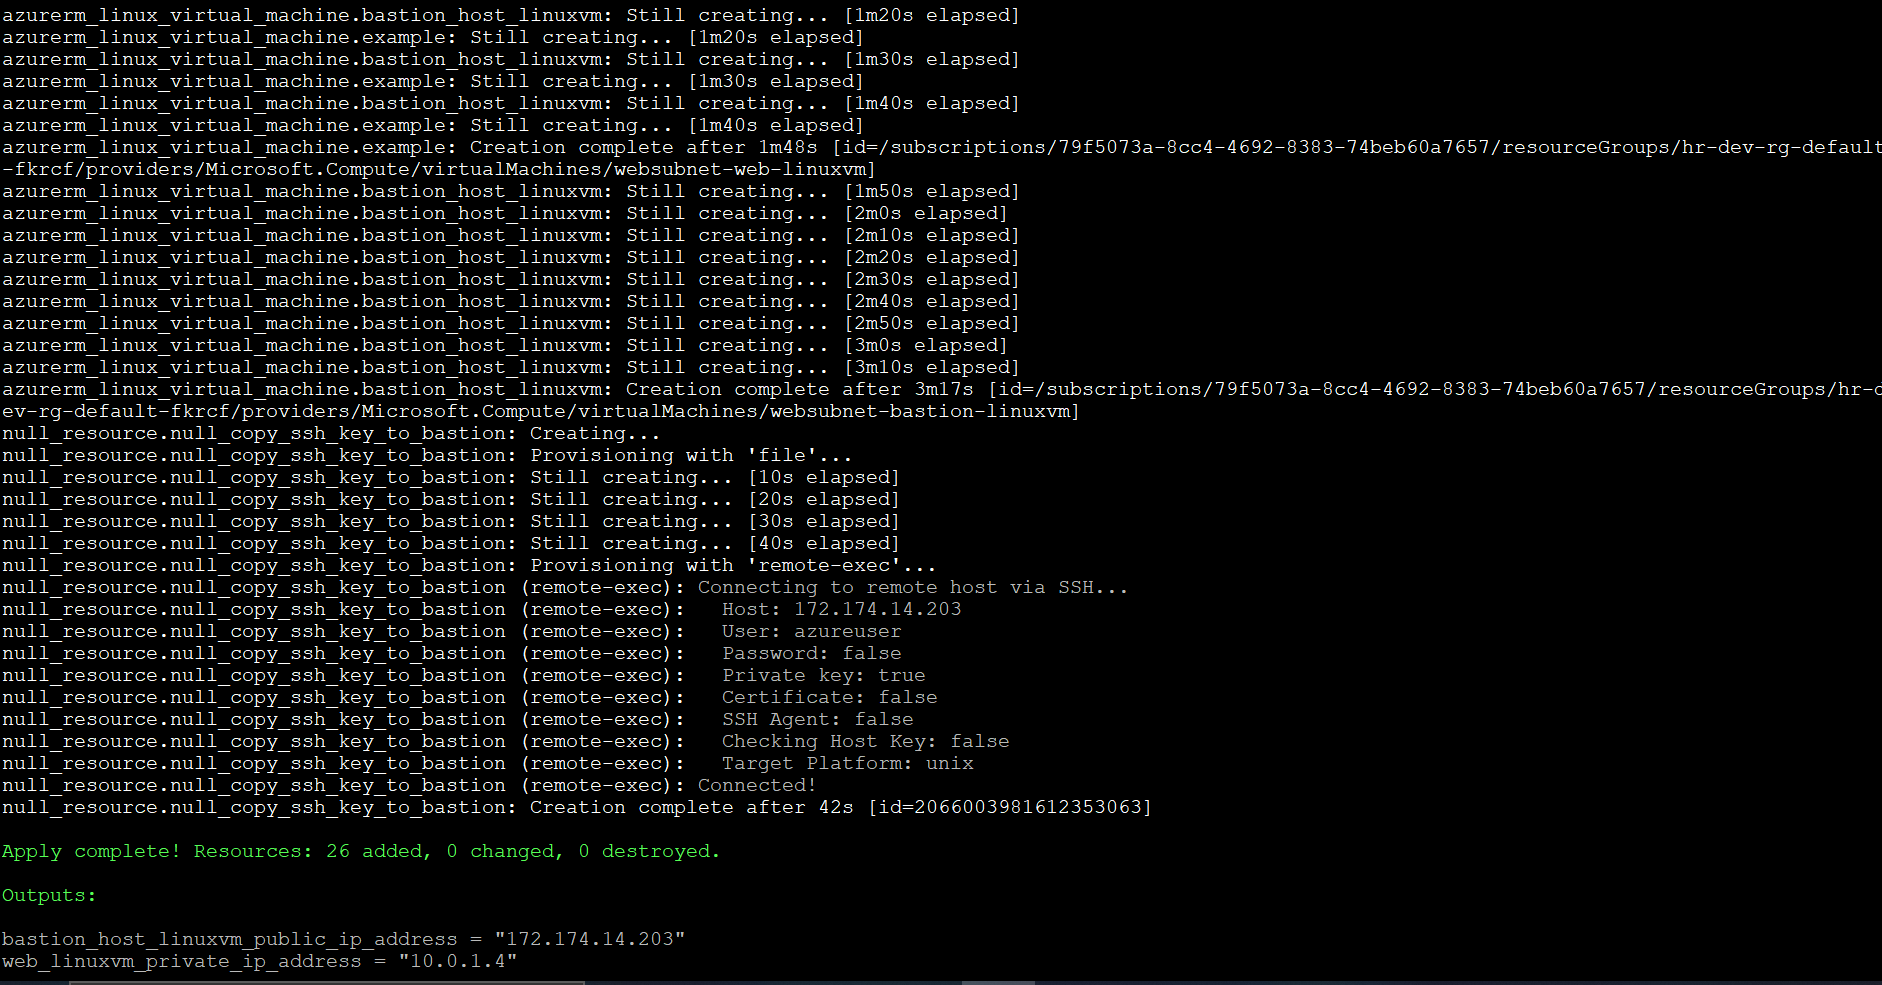 azurerm_linux_virtual_machine.bastion_host_linuxvm: Still creating... [1m20s elapsed]
azurerm_linux_virtual_machine.example: Still creating... [1m20s elapsed]
azurerm_linux_virtual_machine.bastion_host_linuxvm: Still creating... [1m30s elapsed]
azurerm_linux_virtual_machine.example: Still creating... [1m30s elapsed]
azurerm_linux_virtual_machine.bastion_host_linuxvm: Still creating... [1m40s elapsed]
azurerm_linux_virtual_machine.example: Still creating... [1m40s elapsed]
azurerm_linux_virtual_machine.example: Creation complete after 1m48s [id=/subscriptions/79f5073a-8cc4-4692-8383-74beb60a7657/resourceGroups/hr-dev-rg-default
-fkrcf/providers/Microsoft.Compute/virtualMachines/websubnet-web-linuxvm]
azurerm_linux_virtual_machine.bastion_host_linuxvm: Still creating... [1m50s elapsed]
azurerm_linux_virtual_machine.bastion_host_linuxvm: Still creating... [2m0s elapsed]
azurerm_linux_virtual_machine.bastion_host_linuxvm: Still creating... [2m10s elapsed]
azurerm_linux_virtual_machine.bastion_host_linuxvm: Still creating... [2m20s elapsed]
azurerm_linux_virtual_machine.bastion_host_linuxvm: Still creating... [2m30s elapsed]
azurerm_linux_virtual_machine.bastion_host_linuxvm: Still creating... [2m40s elapsed]
azurerm_linux_virtual_machine.bastion_host_linuxvm: Still creating... [2m50s elapsed]
azurerm_linux_virtual_machine.bastion_host_linuxvm: Still creating... [3m0s elapsed]
azurerm_linux_virtual_machine.bastion_host_linuxvm: Still creating... [3m10s elapsed]
azurerm_linux_virtual_machine.bastion_host_linuxvm: Creation complete after 3m17s [id=/subscriptions/79f5073a-8cc4-4692-8383-74beb60a7657/resourceGroups/hr-d
ev-rg-default-fkrcf/providers/Microsoft.Compute/virtualMachines/websubnet-bastion-linuxvm]
null_resource.null_copy_ssh_key_to_bastion: Creating...
null_resource.null_copy_ssh_key_to_bastion: Provisioning with 'file'...
null_resource.null_copy_ssh_key_to_bastion: Still creating... [10s elapsed]
null_resource.null_copy_ssh_key_to_bastion: Still creating... [20s elapsed]
null_resource.null_copy_ssh_key_to_bastion: Still creating... [30s elapsed]
null_resource.null_copy_ssh_key_to_bastion: Still creating... [40s elapsed]
null_resource.null_copy_ssh_key_to_bastion: Provisioning with 'remote-exec'...
null_resource.null_copy_ssh_key_to_bastion (remote-exec): Connecting to remote host via SSH...
null_resource.null_copy_ssh_key_to_bastion (remote-exec):   Host: 172.174.14.203
null_resource.null_copy_ssh_key_to_bastion (remote-exec):   User: azureuser
null_resource.null_copy_ssh_key_to_bastion (remote-exec):   Password: false
null_resource.null_copy_ssh_key_to_bastion (remote-exec):   Private key: true
null_resource.null_copy_ssh_key_to_bastion (remote-exec):   Certificate: false
null_resource.null_copy_ssh_key_to_bastion (remote-exec):   SSH Agent: false
null_resource.null_copy_ssh_key_to_bastion (remote-exec):   Checking Host Key: false
null_resource.null_copy_ssh_key_to_bastion (remote-exec):   Target Platform: unix
null_resource.null_copy_ssh_key_to_bastion (remote-exec): Connected!
null_resource.null_copy_ssh_key_to_bastion: Creation complete after 42s [id=2066003981612353063]
Apply complete! Resources: 26 added, 0 changed, 0 destroyed.
Outputs:
bastion_host_linuxvm_public_ip_address = "172.174.14.203"
web_linuxvm_private_ip_address = "10.0.1.4"